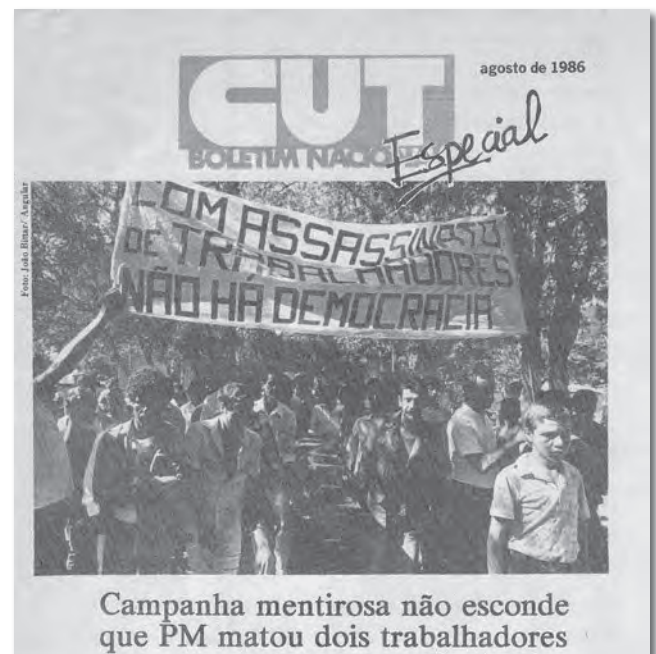 CUT
agosto de 1986
BOLETIM NACIONAL
Especial
Foto: João Bittar/ Angular
COM ASSASSINATO
DE TRABALHADORES
NÃO HÁ DEMOCRACIA
Campanha mentirosa não esconde
que PM matou dois trabalhadores